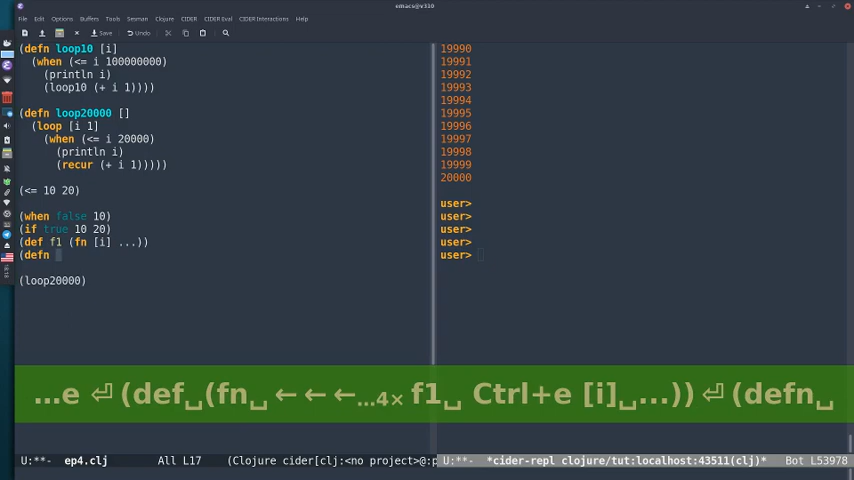 emacs@v330
File Edit Options Buffers Tools Sesman Clojure CIDER CIDER Eval CIDER Interactions Help
Save Undo
(defn loop10 [i]
(when (<= i 100000000)
(println i)
(loop10 (+ i 1))))
(defn loop20000 []
(loop [i 1]
(when (<= i 20000)
(println i)
(recur (+ i 1)))))
(<= 10 20)
(when false 10)
(if true 10 20)
(def f1 (fn [i] ...))
(defn
(loop20000)
19990
19991
19992
19993
19994
19995
19996
19997
19998
19999
20000
user>
user>
user>
user>
user>
...e ⏎ (def␣(fn␣ ← ← ←...4× f1␣ Ctrl+e [i]␣...)) ⏎ (defn␣
U:**- ep4.clj All L17 (Clojure cider[clj:<no project>@:p
U:**- *cider-repl clojure/tut:localhost:43511(clj)* Bot L53978